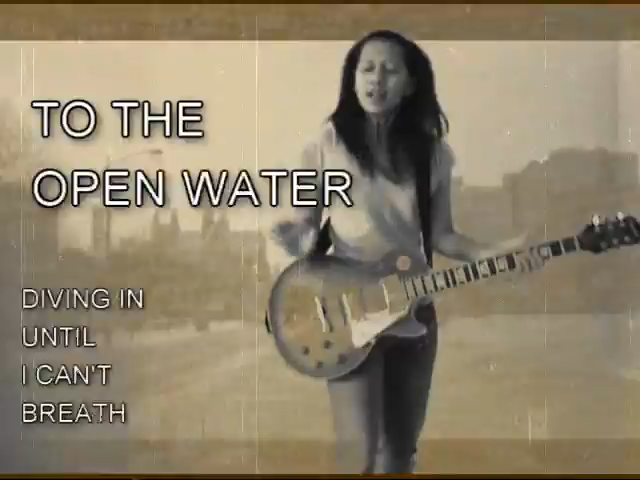 TO THE
OPEN WATER
DIVING IN
UNTIL
I CAN'T
BREATH